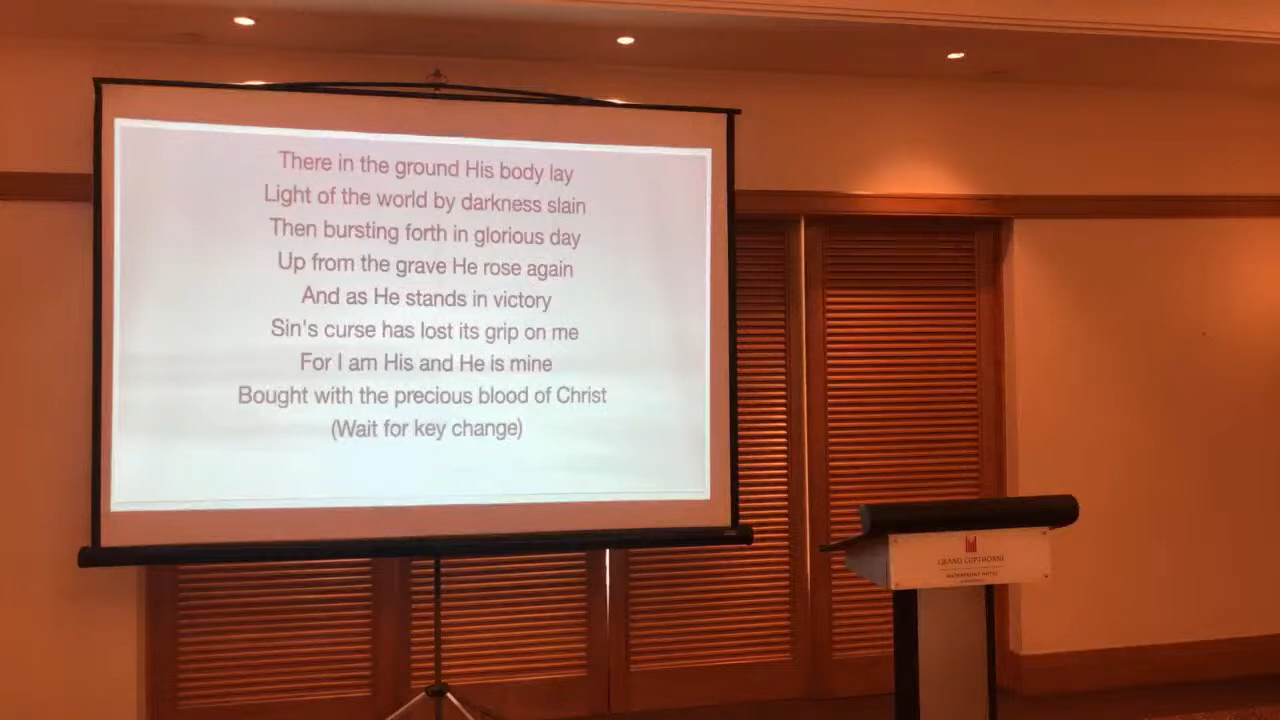 There in the ground His body lay
Light of the world by darkness slain
Then bursting forth in glorious day
Up from the grave He rose again
And as He stands in victory
Sin's curse has lost its grip on me
For I am His and He is mine
Bought with the precious blood of Christ
(Wait for key change)
GRAND COPTHORNE
WATERFRONT HOTEL